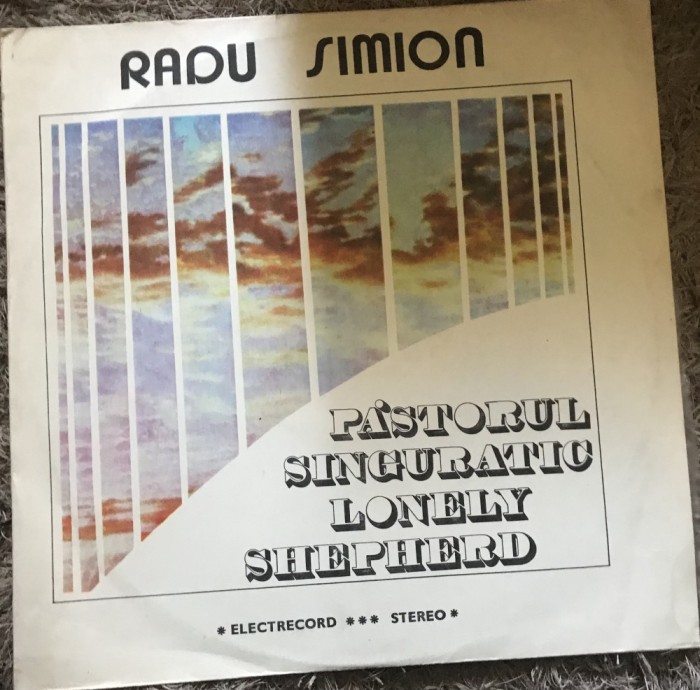 RADU SIMION
PĂSTORUL
SINGURATIC
LONELY
SHEPHERD
* ELECTRECORD *** STEREO *